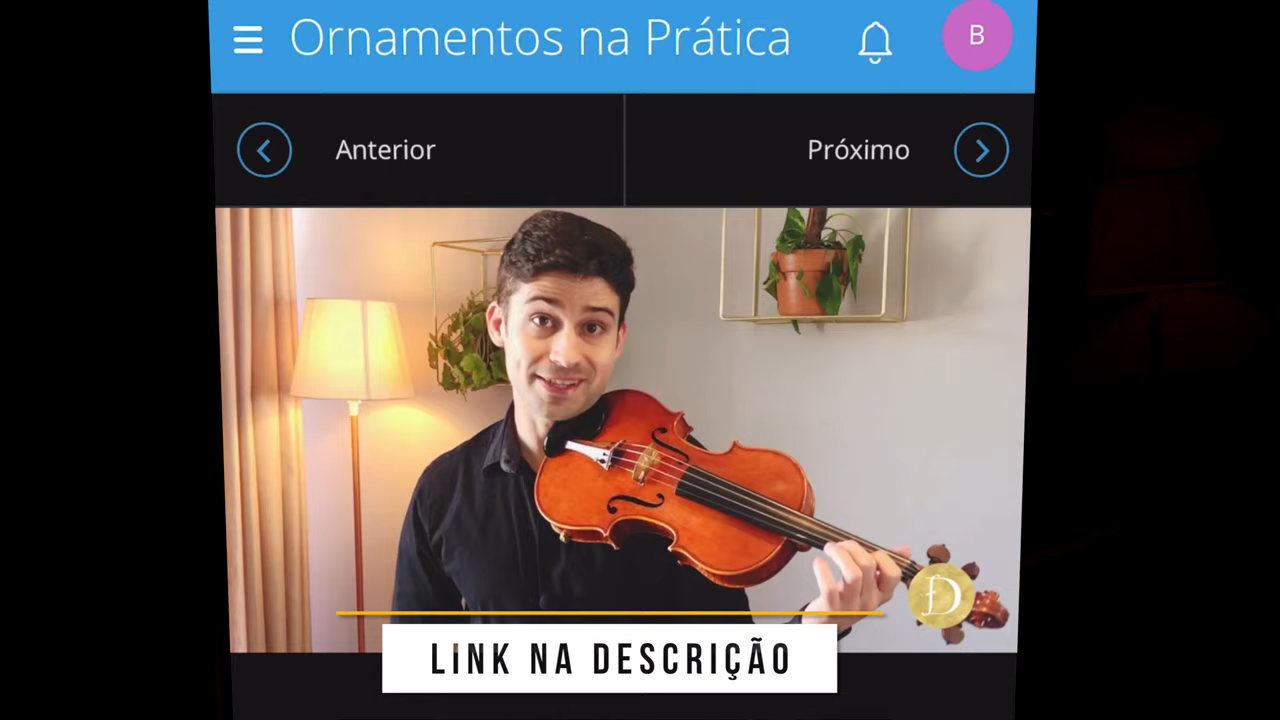 Ornamentos na Prática
B
Anterior
Próximo
D
LINK NA DESCRIÇÃO